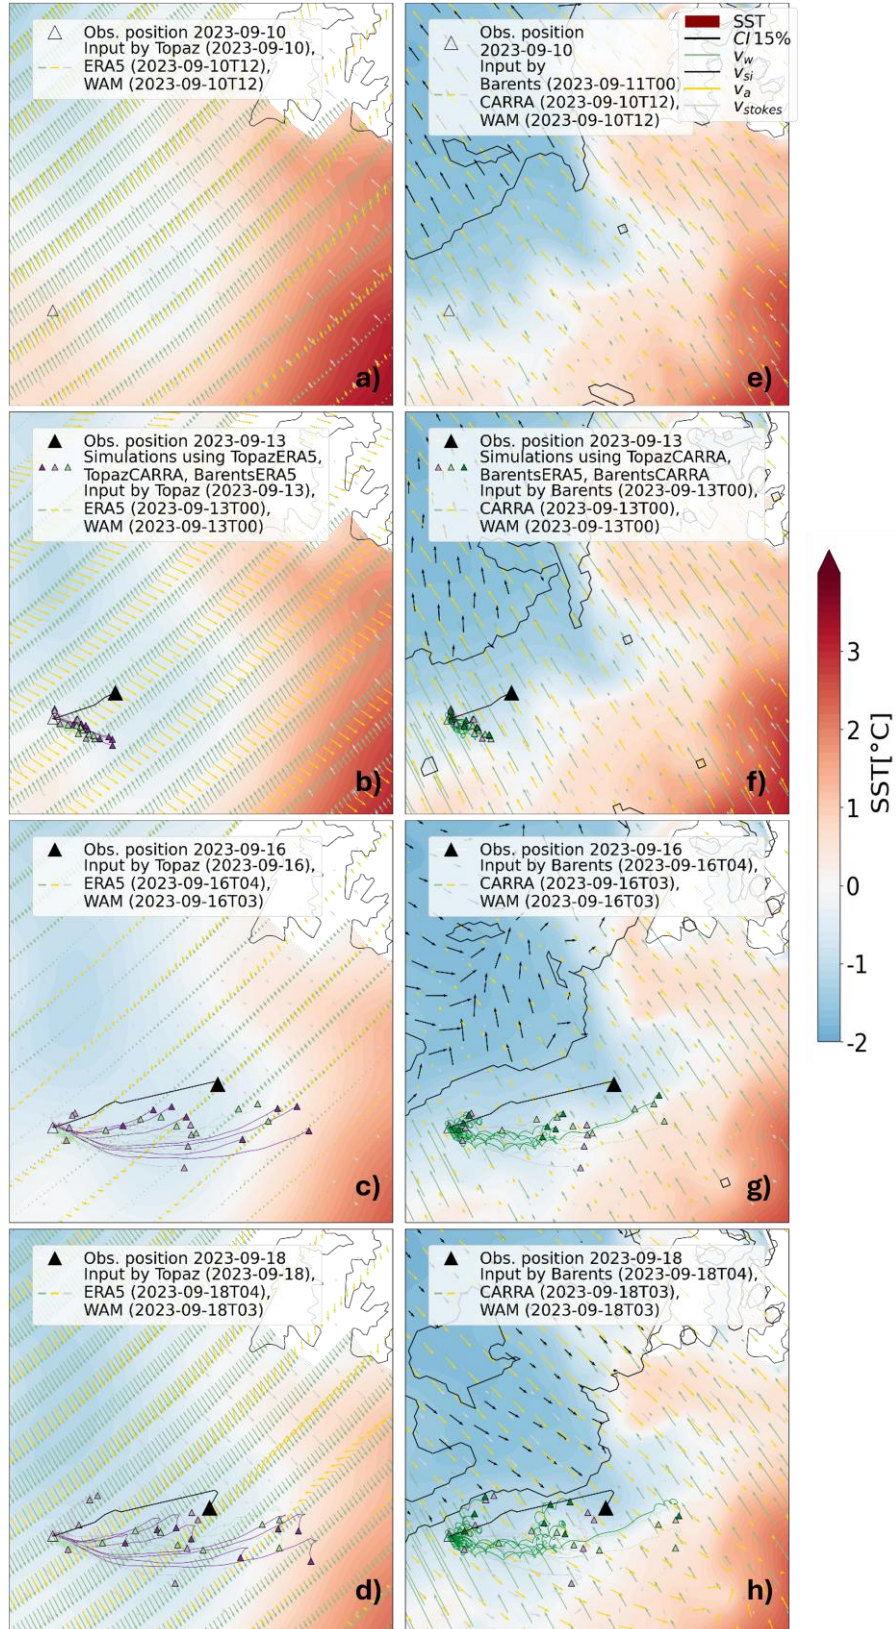 Obs. position 2023-09-10
Input by Topaz (2023-09-10),
ERA5 (2023-09-10T12),
WAM (2023-09-10T12)
a)
Obs. position
2023-09-10
Input by
Barents (2023-09-11T00)
CARRA (2023-09-10T12),
WAM (2023-09-10T12)
SST
CI 15%
v_w
v_si
v_a
v_stokes
e)
Obs. position 2023-09-13
Simulations using TopazERA5,
TopazCARRA, BarentsERA5
Input by Topaz (2023-09-13),
ERA5 (2023-09-13T00),
WAM (2023-09-13T00)
b)
Obs. position 2023-09-13
Simulations using TopazCARRA,
BarentsERA5, BarentsCARRA
Input by Barents (2023-09-13T00),
CARRA (2023-09-13T00),
WAM (2023-09-13T00)
f)
Obs. position 2023-09-16
Input by Topaz (2023-09-16),
ERA5 (2023-09-16T04),
WAM (2023-09-16T03)
c)
Obs. position 2023-09-16
Input by Barents (2023-09-16T04),
CARRA (2023-09-16T03),
WAM (2023-09-16T03)
g)
Obs. position 2023-09-18
Input by Topaz (2023-09-18),
ERA5 (2023-09-18T04),
WAM (2023-09-18T03)
d)
Obs. position 2023-09-18
Input by Barents (2023-09-18T04),
CARRA (2023-09-18T03),
WAM (2023-09-18T03)
h)
3
2
1
0
-1
-2
SST[°C]